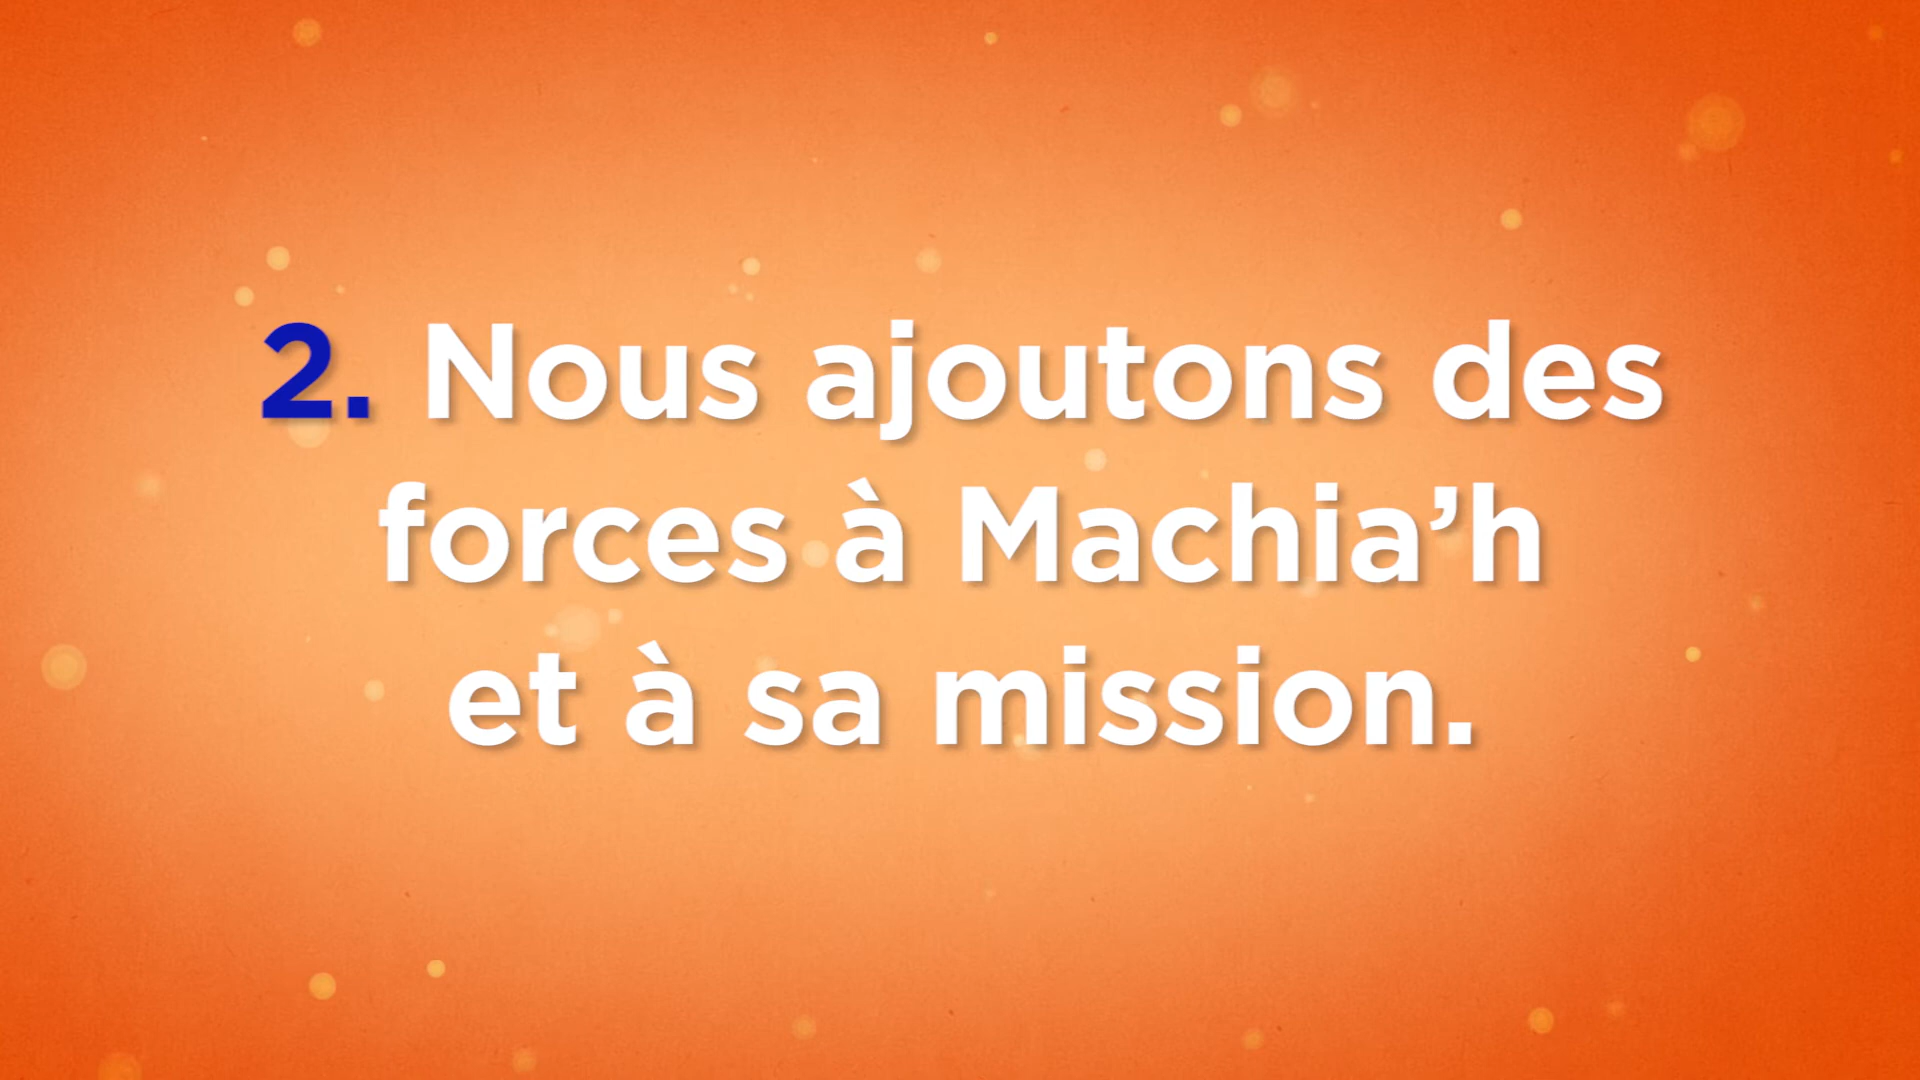 2. Nous ajoutons des
forces à Machia’h
et à sa mission.